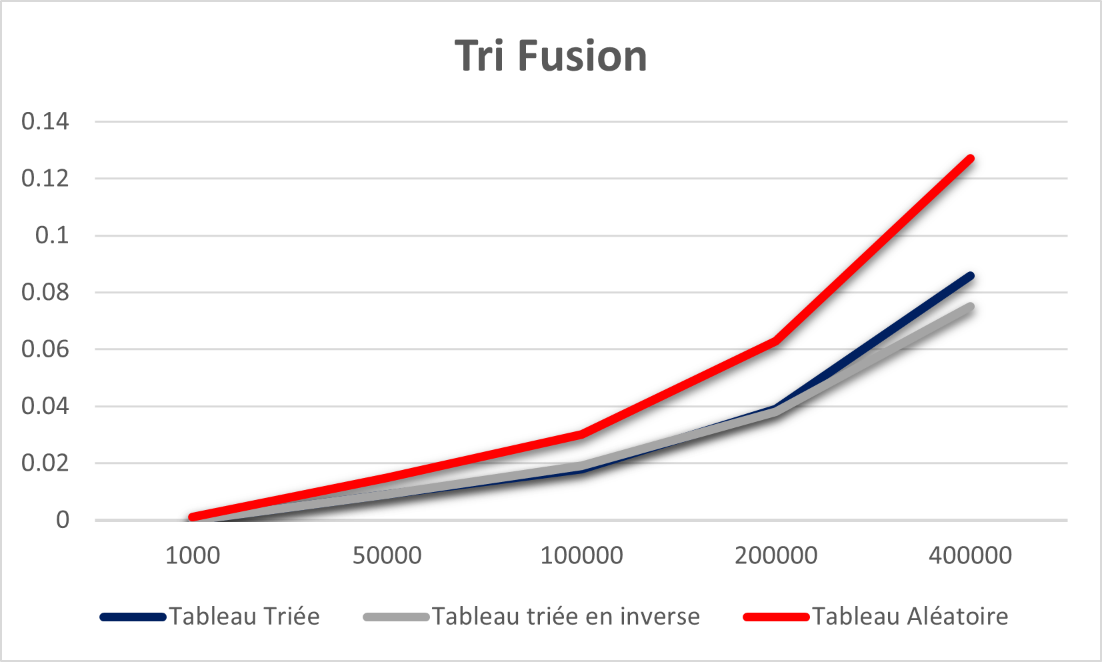 Tri Fusion
0.14
0.12
0.1
0.08
0.06
0.04
0.02
0
1000 50000 100000 200000 400000
Tableau Triée Tableau triée en inverse Tableau Aléatoire